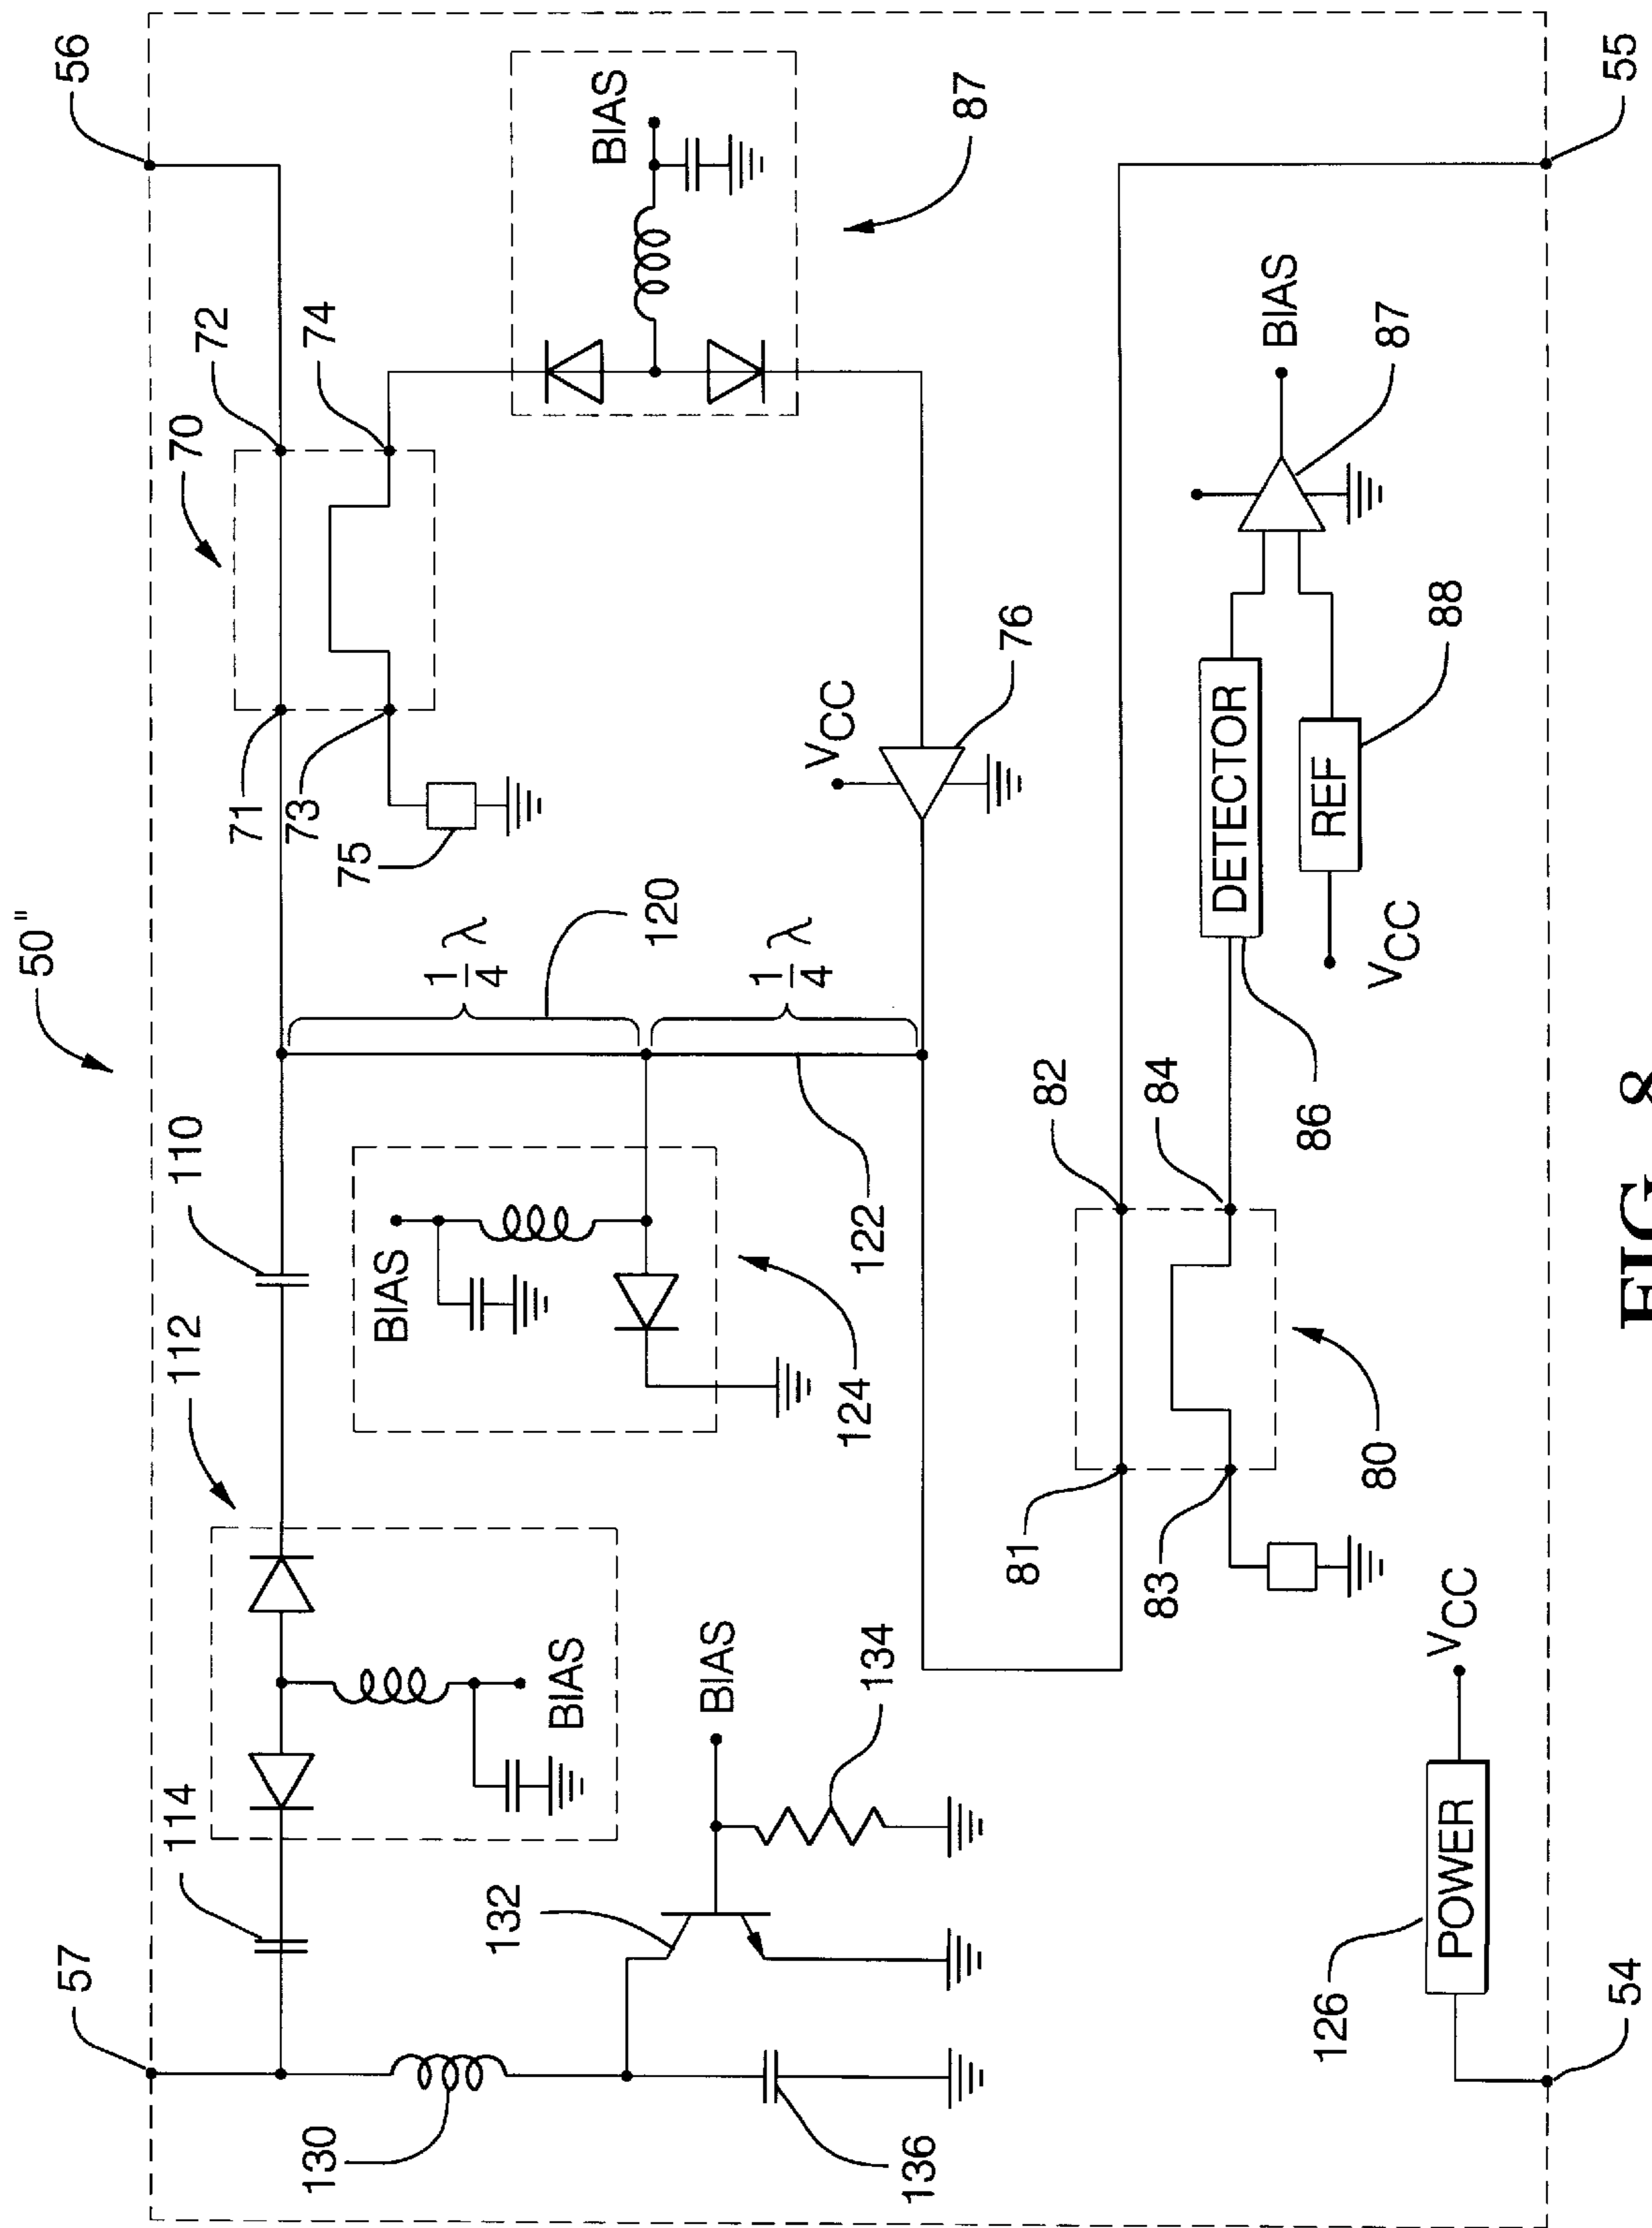 50"
57
56
114
112
110
70
72
71
73
74
75
130
132
BIAS
BIAS
BIAS
1/4 λ
120
BIAS
134
136
124
122
1/4 λ
VCC
76
87
81
82
83
84
80
86
DETECTOR
REF
88
VCC
87
BIAS
126
POWER
VCC
54
55
FIG. 8